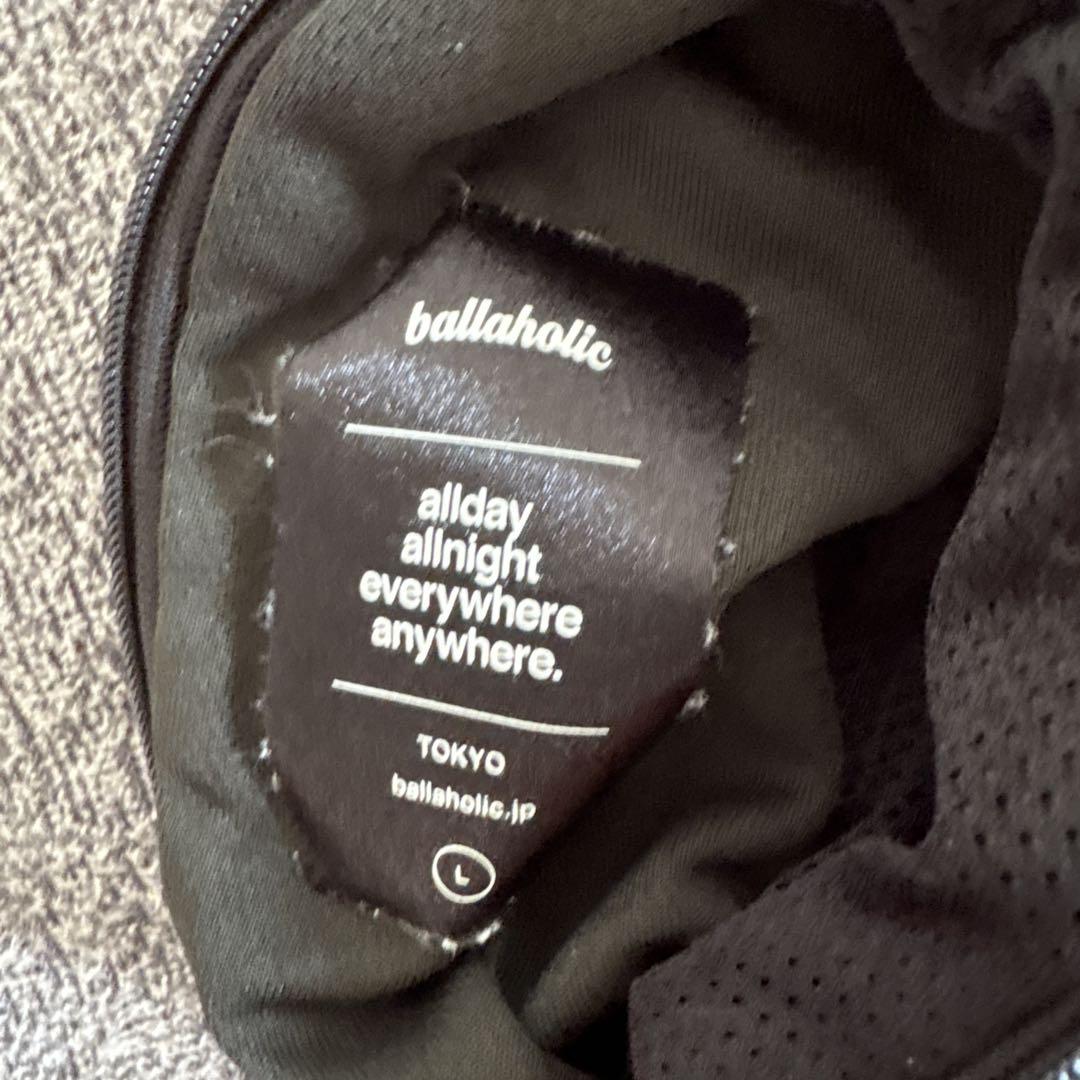 ballaholic
allday
allnight
everywhere
anywhere.
TOKYO
ballaholic.jp
L